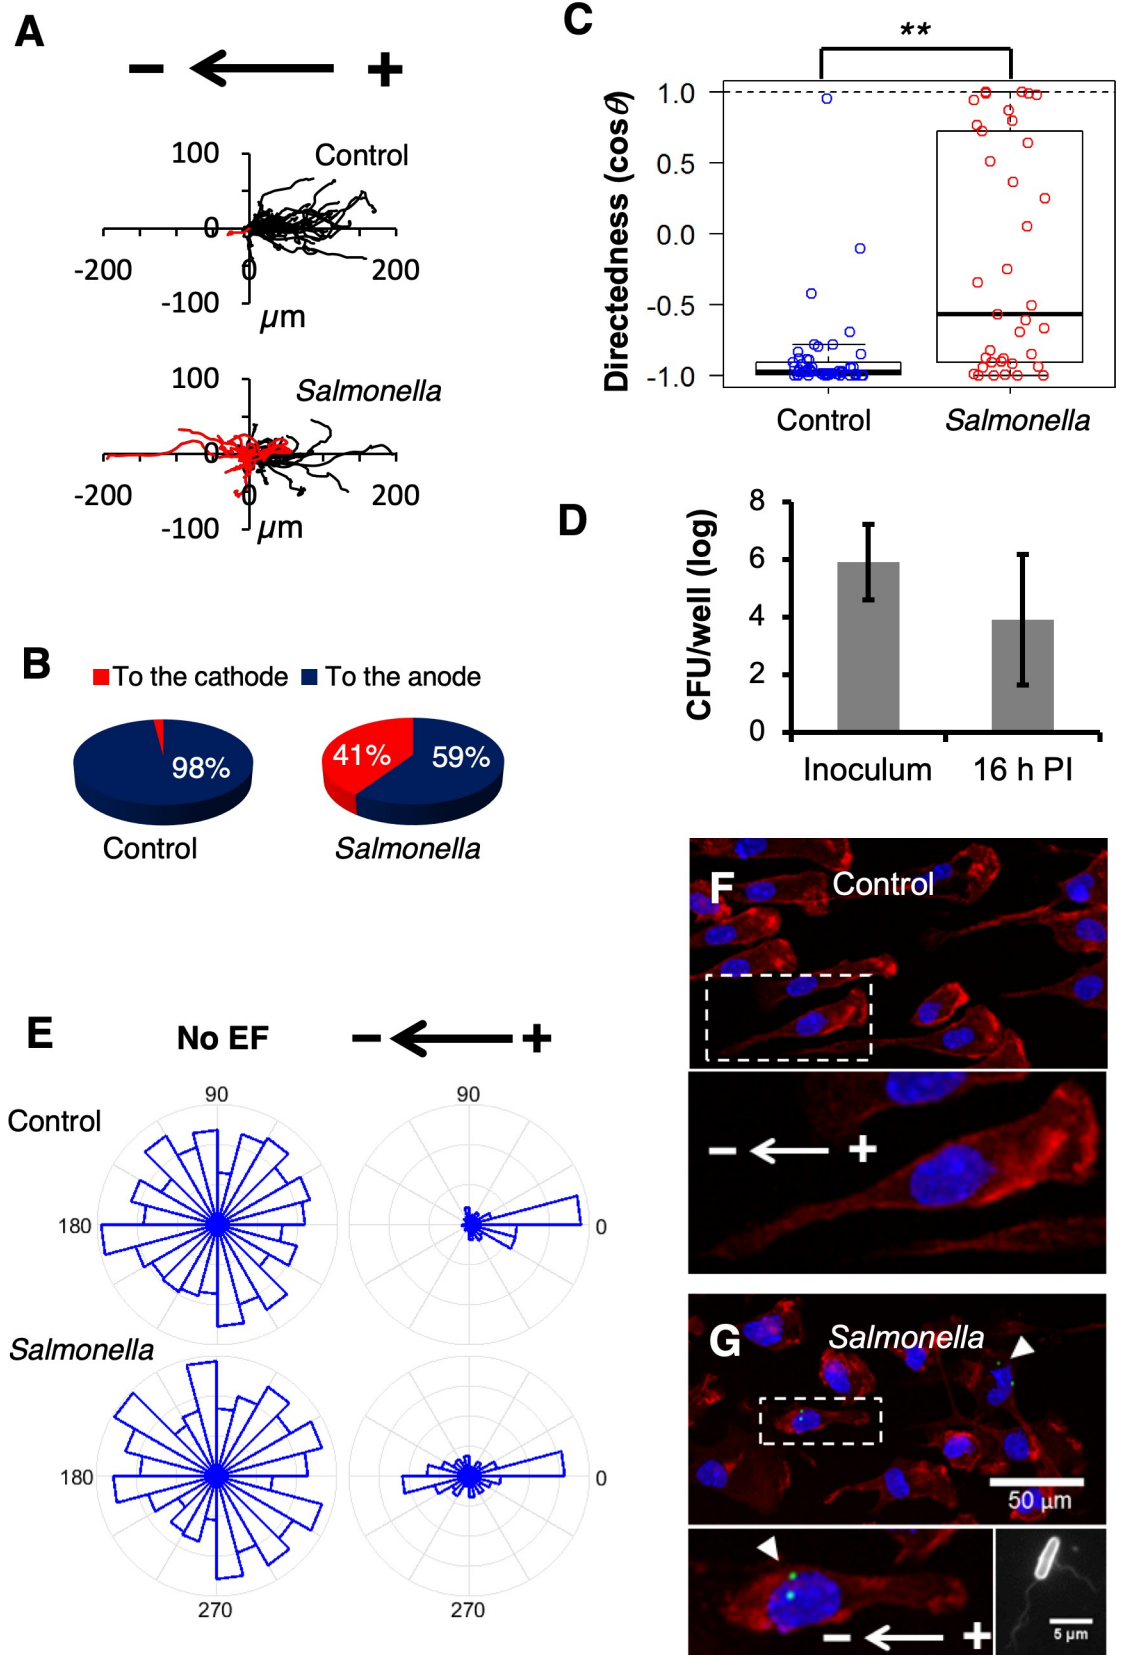 A
− +
100
Control
0
-200 0 200
-100
µm
100
Salmonella
0
-200 0 200
-100
µm
B
To the cathode To the anode
98%
41% 59%
Control Salmonella
C
**
Directedness (cosθ)
1.0
0.5
0.0
-0.5
-1.0
Control Salmonella
D
CFU/well (log)
8
6
4
2
0
Inoculum 16 h PI
E
No EF − +
Control
90 90
180 0
Salmonella
180 0
270 270
F Control
− +
G Salmonella
50 µm
− +
5 µm